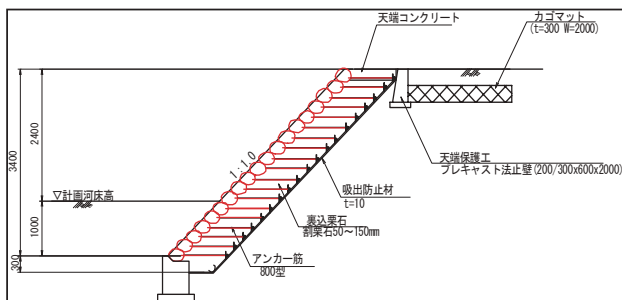 天端コンクリート
カゴマット
(t=300 W=2000)
天端保護工
プレキャスト法止壁(200/300x600x2000)
1:1.0
▽計画河床高
吸出防止材
t=10
裏込栗石
割栗石50～150mm
アンカー筋
800型
3400
2400
1000
300